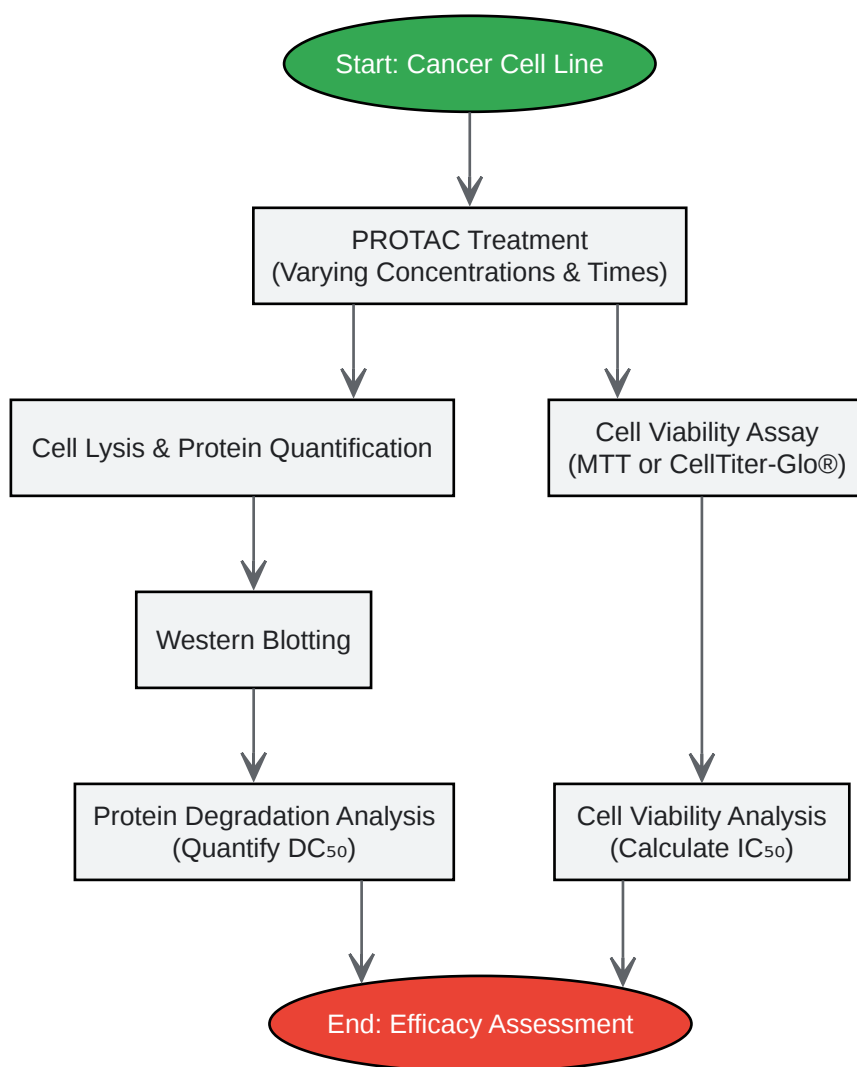 Start: Cancer Cell Line
PROTAC Treatment
(Varying Concentrations & Times)
Cell Lysis & Protein Quantification
Cell Viability Assay
(MTT or CellTiter-Glo®)
Western Blotting
Protein Degradation Analysis
(Quantify DC₅₀)
Cell Viability Analysis
(Calculate IC₅₀)
End: Efficacy Assessment